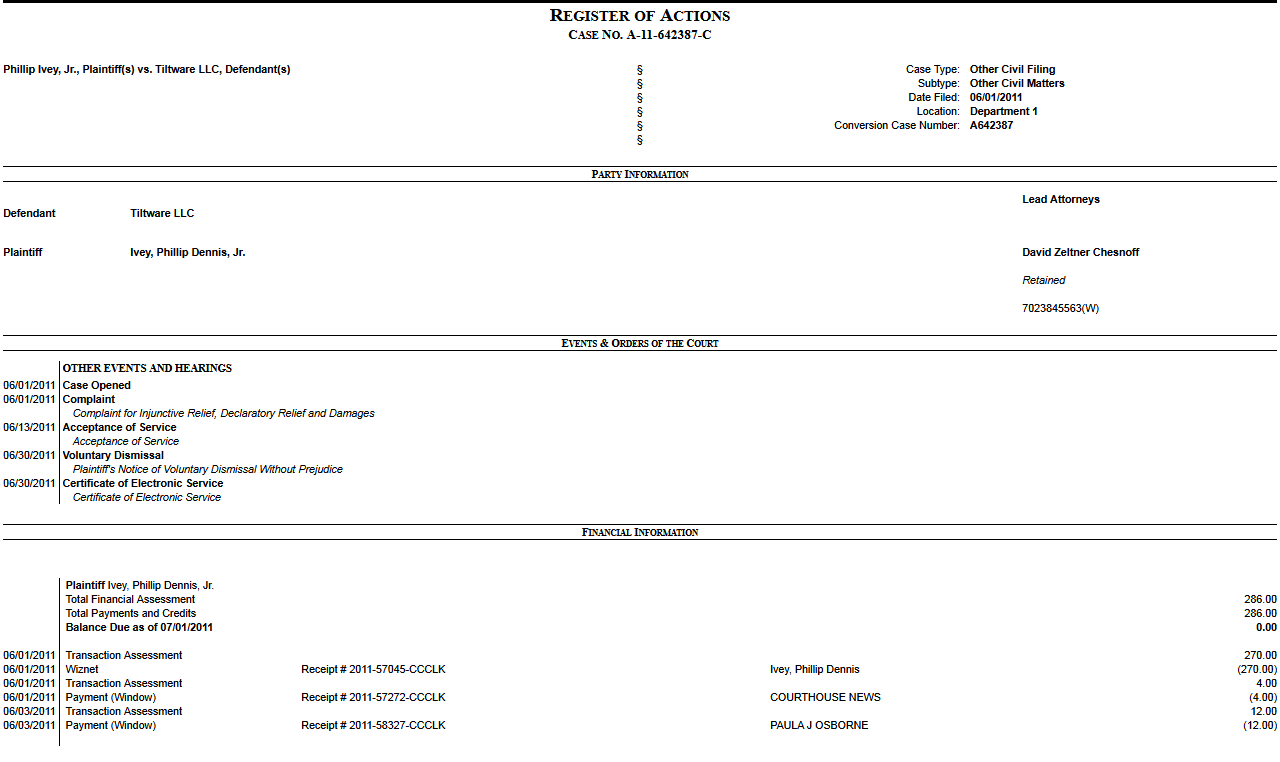 REGISTER OF ACTIONS
CASE NO. A-11-642387-C
Phillip Ivey, Jr., Plaintiff(s) vs. Tiltware LLC, Defendant(s)
§
§
§
§
§
§
Case Type: Other Civil Filing
Subtype: Other Civil Matters
Date Filed: 06/01/2011
Location: Department 1
Conversion Case Number: A642387
PARTY INFORMATION
Lead Attorneys
Defendant Tiltware LLC
Plaintiff Ivey, Phillip Dennis, Jr. David Zeltner Chesnoff
Retained
7023845563(W)
EVENTS & ORDERS OF THE COURT
OTHER EVENTS AND HEARINGS
06/01/2011 Case Opened
06/01/2011 Complaint
Complaint for Injunctive Relief, Declaratory Relief and Damages
06/13/2011 Acceptance of Service
Acceptance of Service
06/30/2011 Voluntary Dismissal
Plaintiff's Notice of Voluntary Dismissal Without Prejudice
06/30/2011 Certificate of Electronic Service
Certificate of Electronic Service
FINANCIAL INFORMATION
Plaintiff Ivey, Phillip Dennis, Jr.
Total Financial Assessment 286.00
Total Payments and Credits 286.00
Balance Due as of 07/01/2011 0.00
06/01/2011 Transaction Assessment 270.00
06/01/2011 Wiznet Receipt # 2011-57045-CCCLK Ivey, Phillip Dennis (270.00)
06/01/2011 Transaction Assessment 4.00
06/01/2011 Payment (Window) Receipt # 2011-57272-CCCLK COURTHOUSE NEWS (4.00)
06/03/2011 Transaction Assessment 12.00
06/03/2011 Payment (Window) Receipt # 2011-58327-CCCLK PAULA J OSBORNE (12.00)